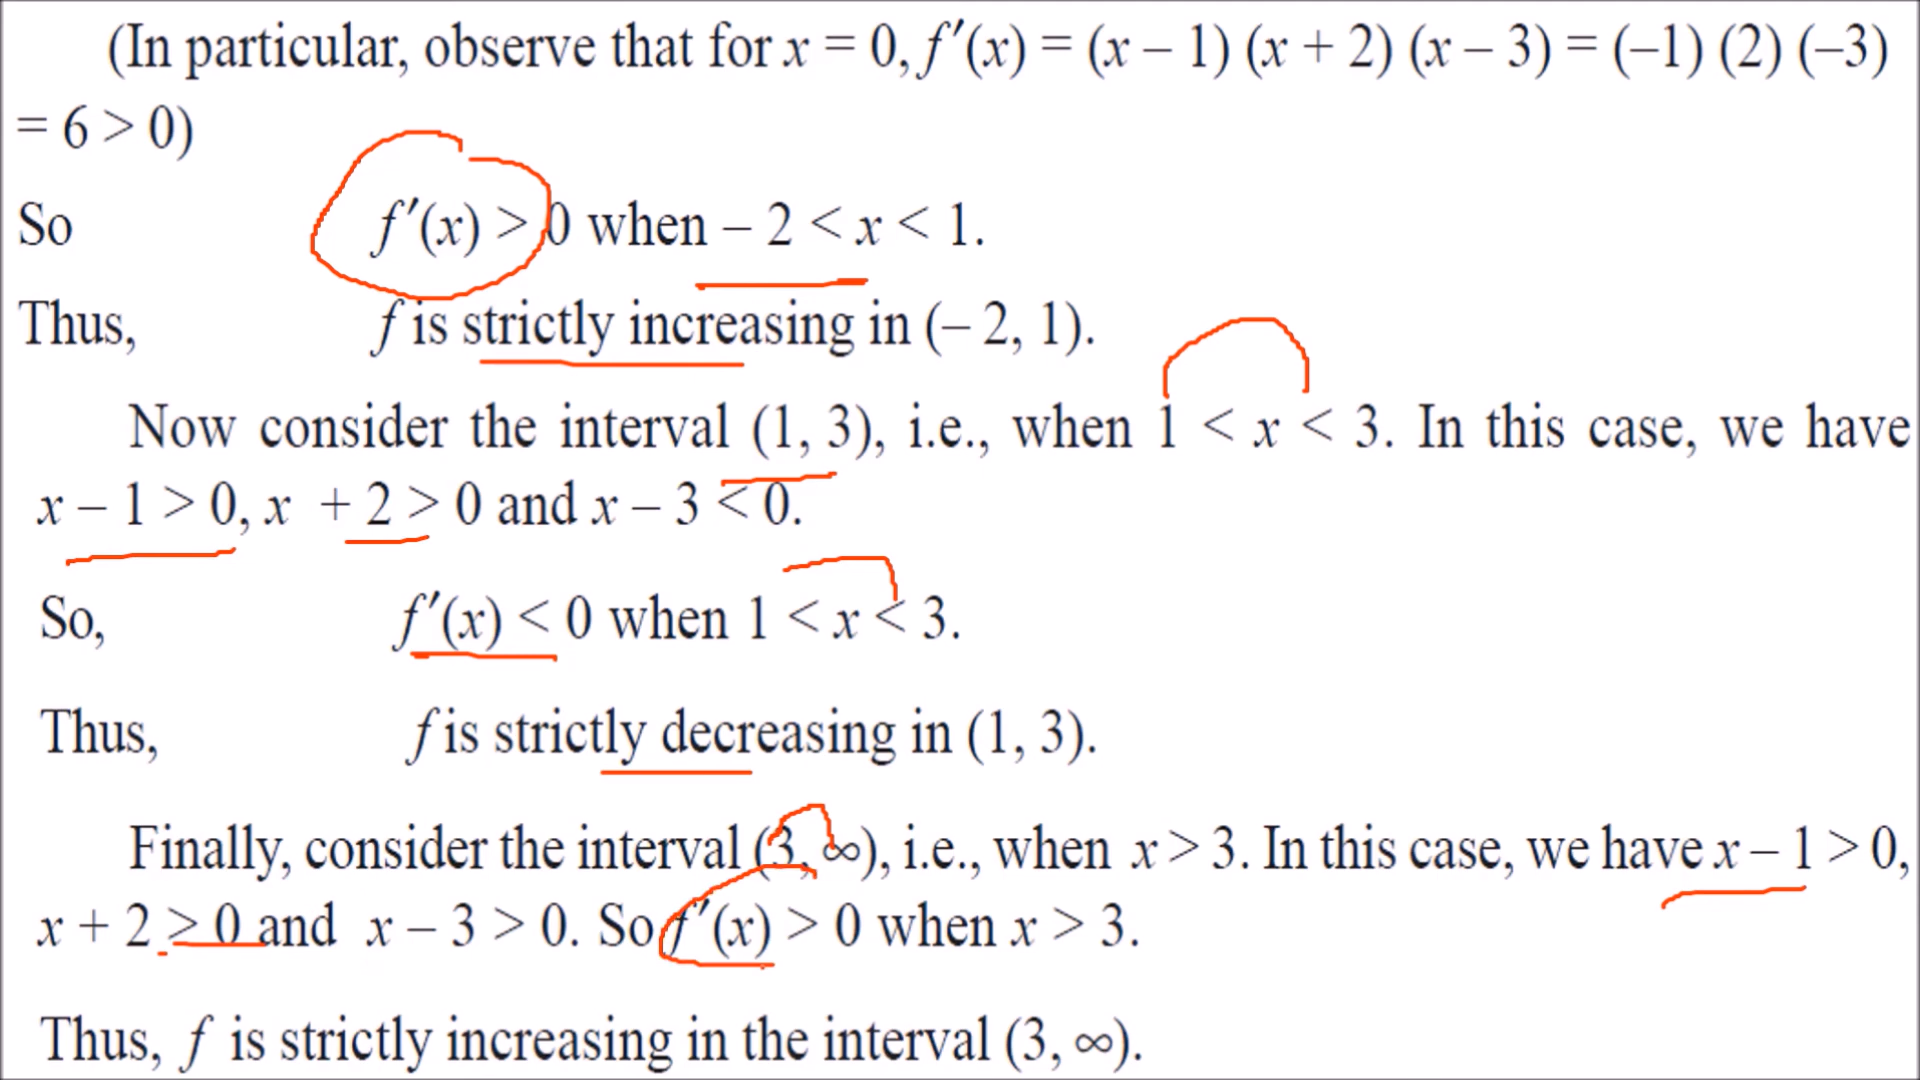 (In particular, observe that for x = 0, f′(x) = (x – 1) (x + 2) (x – 3) = (–1) (2) (–3)
= 6 > 0)
So f′(x) > 0 when – 2 < x < 1.
Thus, f is strictly increasing in (– 2, 1).
Now consider the interval (1, 3), i.e., when 1 < x < 3. In this case, we have
x – 1 > 0, x + 2 > 0 and x – 3 < 0.
So, f′(x) < 0 when 1 < x < 3.
Thus, f is strictly decreasing in (1, 3).
Finally, consider the interval (3, ∞), i.e., when x > 3. In this case, we have x – 1 > 0,
x + 2 > 0 and x – 3 > 0. So f′(x) > 0 when x > 3.
Thus, f is strictly increasing in the interval (3, ∞).